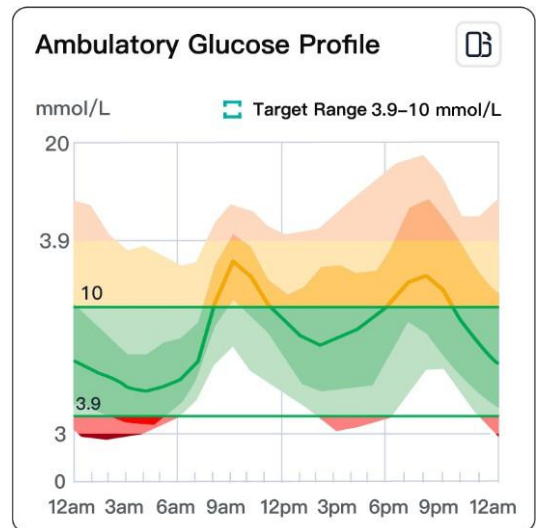 Ambulatory Glucose Profile
mmol/L
Target Range 3.9–10 mmol/L
20
3.9
10
3.9
3
0
12am 3am 6am 9am 12pm 3pm 6pm 9pm 12am